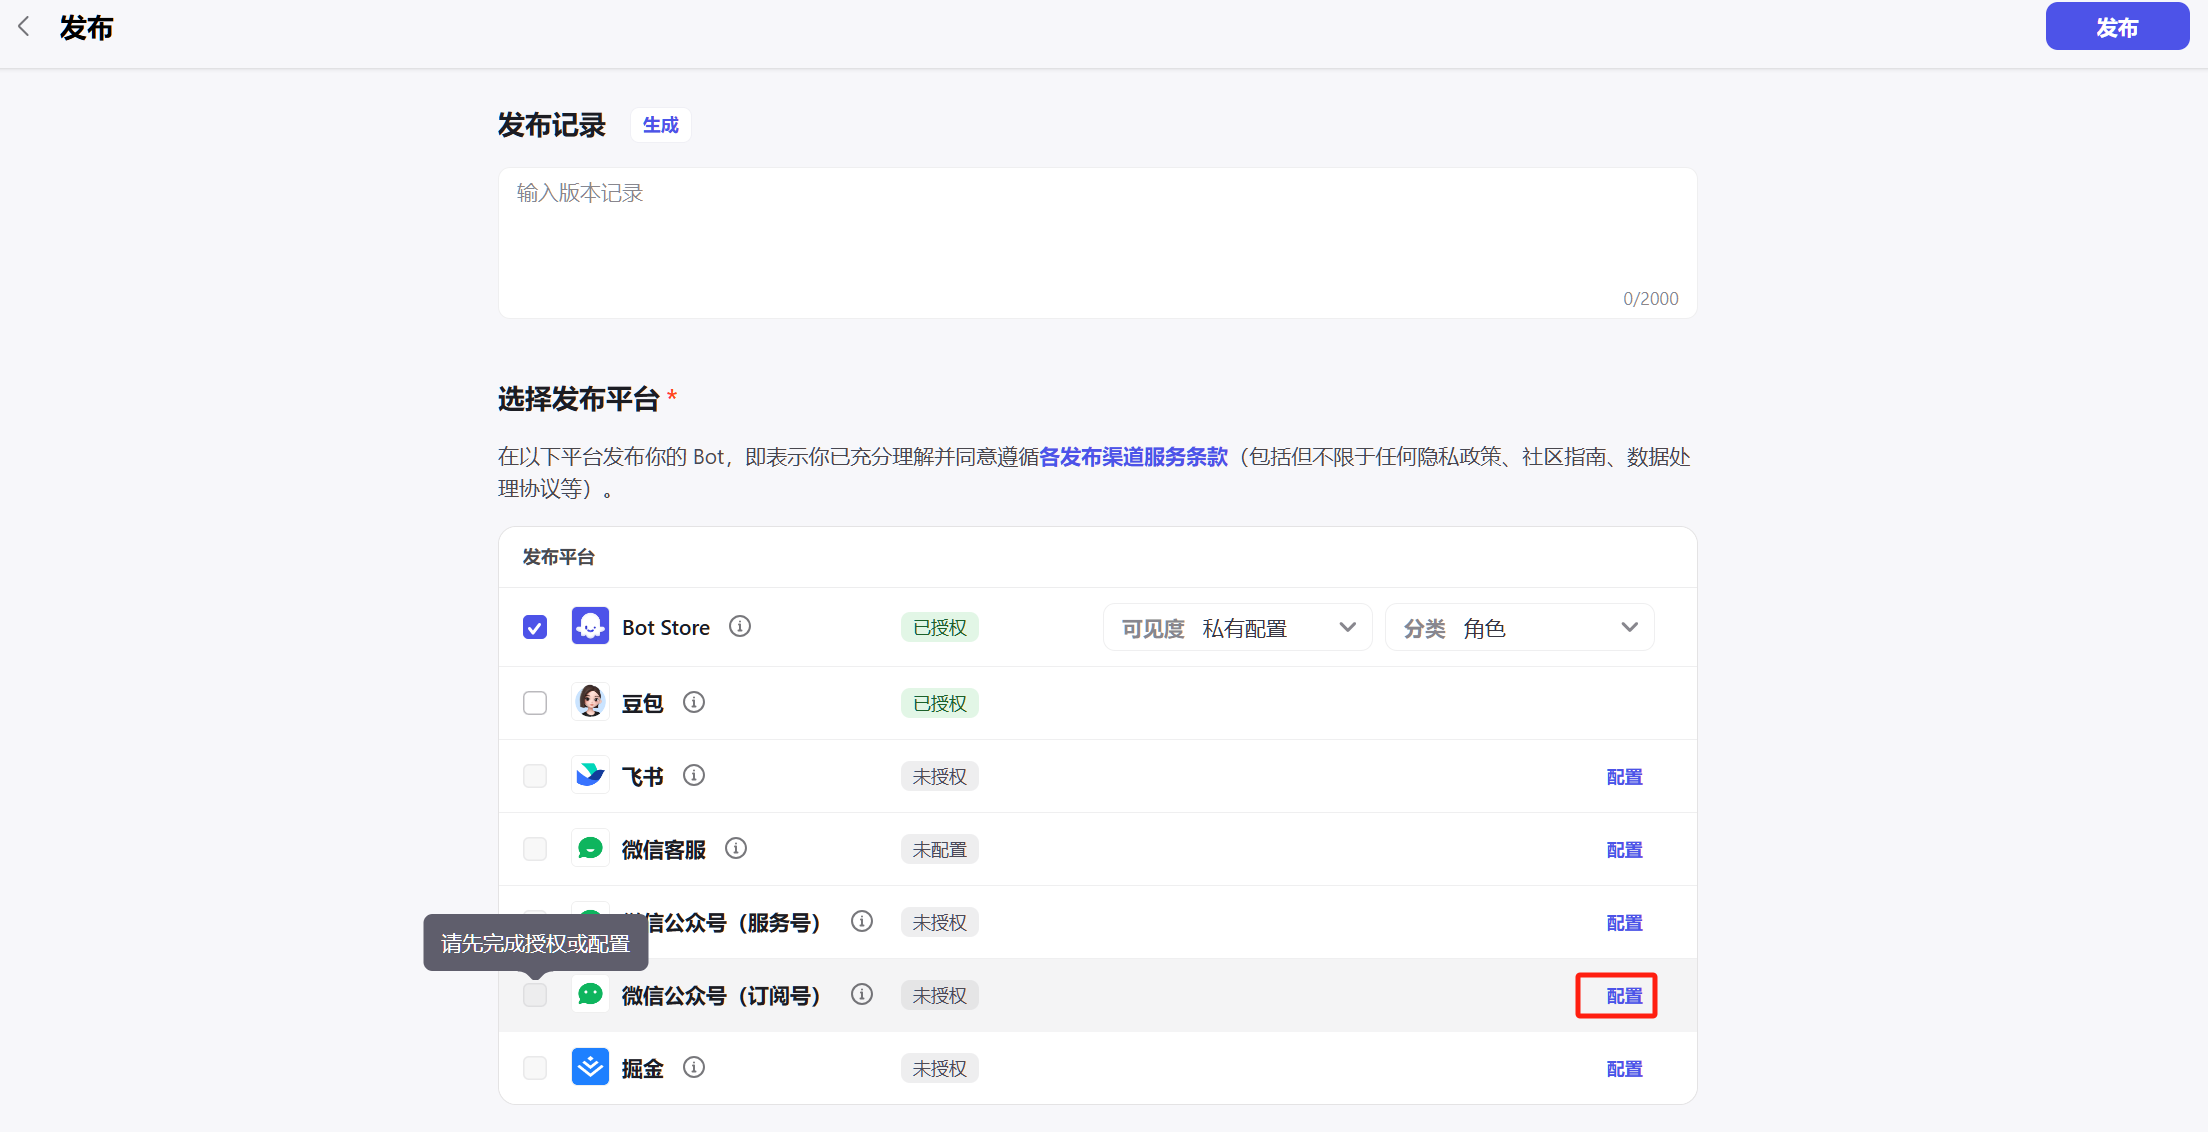 发布
发布
发布记录 生成
输入版本记录
0/2000
选择发布平台 *
在以下平台发布你的 Bot，即表示你已充分理解并同意遵循各发布渠道服务条款（包括但不限于任何隐私政策、社区指南、数据处
理协议等）。
发布平台
Bot Store 已授权 可见度 私有配置 分类 角色
豆包 已授权
飞书 未授权 配置
微信客服 未配置 配置
信公众号（服务号） 未授权 配置
请先完成授权或配置
微信公众号（订阅号） 未授权 配置
掘金 未授权 配置